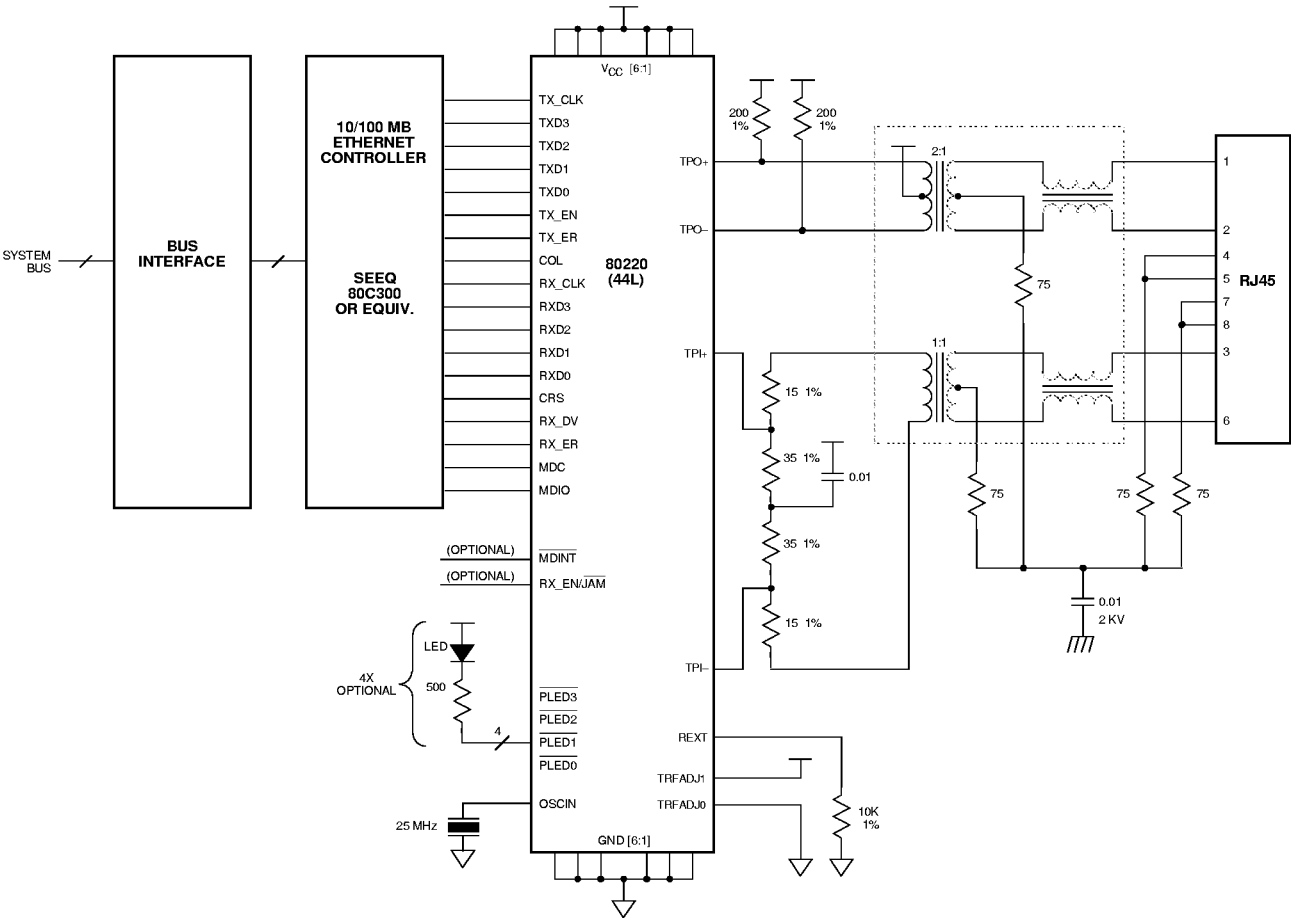 SYSTEM
BUS
BUS
INTERFACE
10/100 MB
ETHERNET
CONTROLLER
SEEQ
80C300
OR EQUIV.
VCC [6:1]
TX_CLK
TXD3
TXD2
TXD1
TXD0
TX_EN
TX_ER
COL
RX_CLK
RXD3
RXD2
RXD1
RXD0
CRS
RX_DV
RX_ER
MDC
MDIO
(OPTIONAL)
MDINT
(OPTIONAL)
RX_EN/JAM
LED
4X
OPTIONAL
500
4
PLED3
PLED2
PLED1
PLED0
OSCIN
25 MHz
GND [6:1]
80220
(44L)
TPO+
TPO–
TPI+
TPI–
REXT
TRFADJ1
TRFADJ0
200
1%
200
1%
2:1
75
1:1
15 1%
35 1%
0.01
35 1%
15 1%
75
75
75
0.01
2 KV
10K
1%
1
2
4
5
7
8
3
6
RJ45